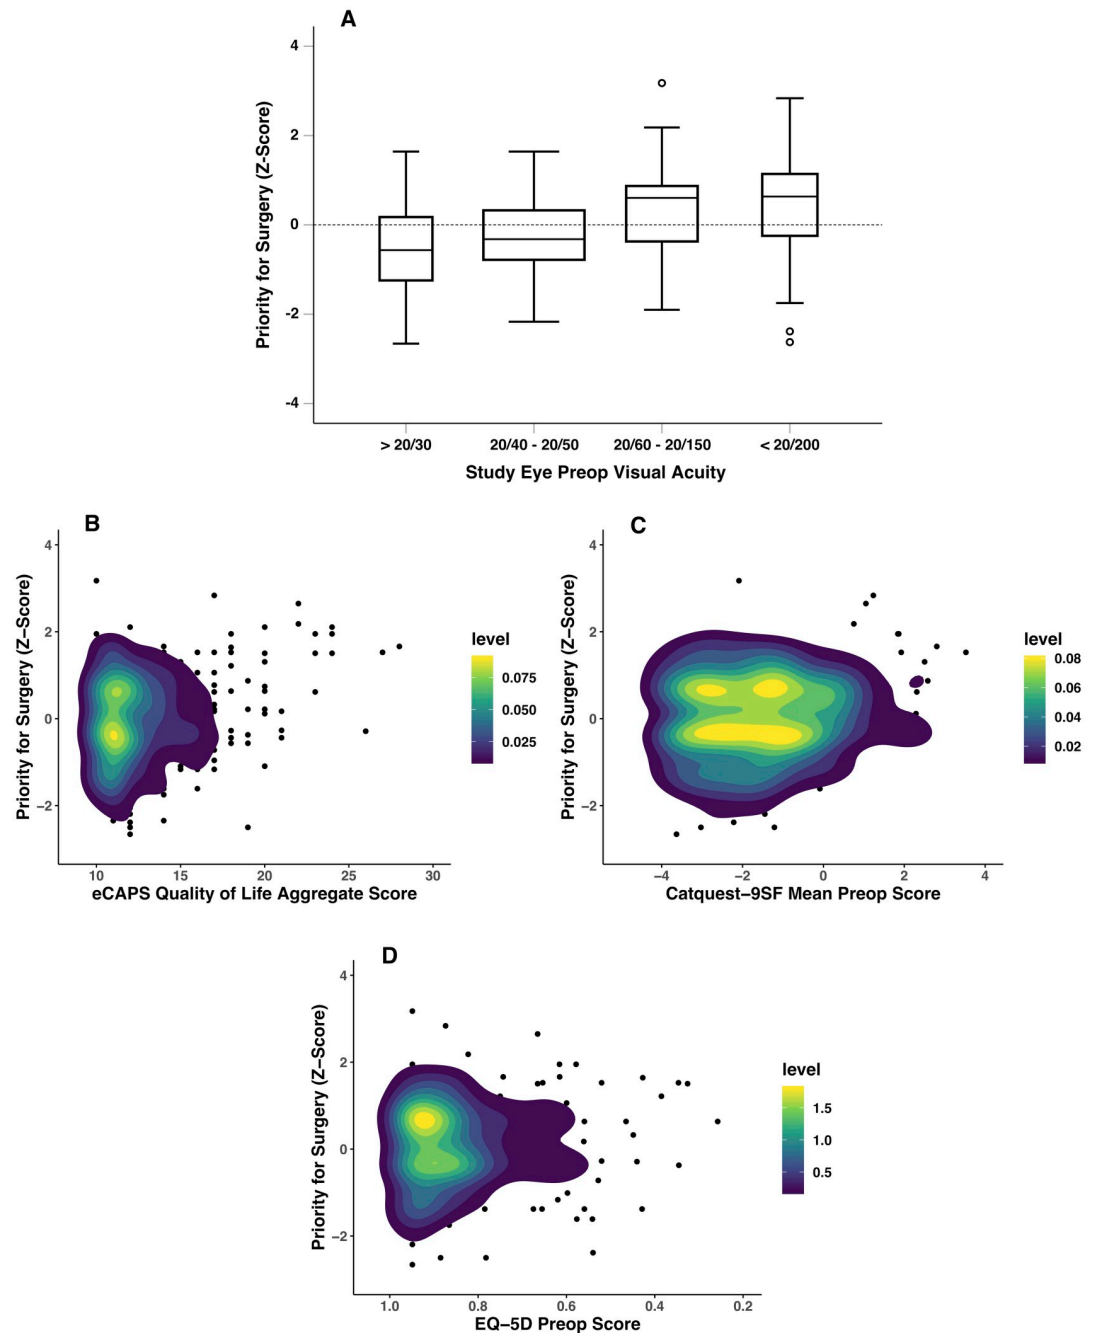 A
Priority for Surgery (Z-Score)
4
2
0
-2
-4
> 20/30
20/40 - 20/50
20/60 - 20/150
< 20/200
Study Eye Preop Visual Acuity
B
Priority for Surgery (Z−Score)
4
2
0
−2
10
15
20
25
30
eCAPS Quality of Life Aggregate Score
level
0.075
0.050
0.025
C
Priority for Surgery (Z−Score)
4
2
0
−2
−4
−2
0
2
4
Catquest−9SF Mean Preop Score
level
0.08
0.06
0.04
0.02
D
Priority for Surgery (Z−Score)
4
2
0
−2
1.0
0.8
0.6
0.4
0.2
EQ−5D Preop Score
level
1.5
1.0
0.5